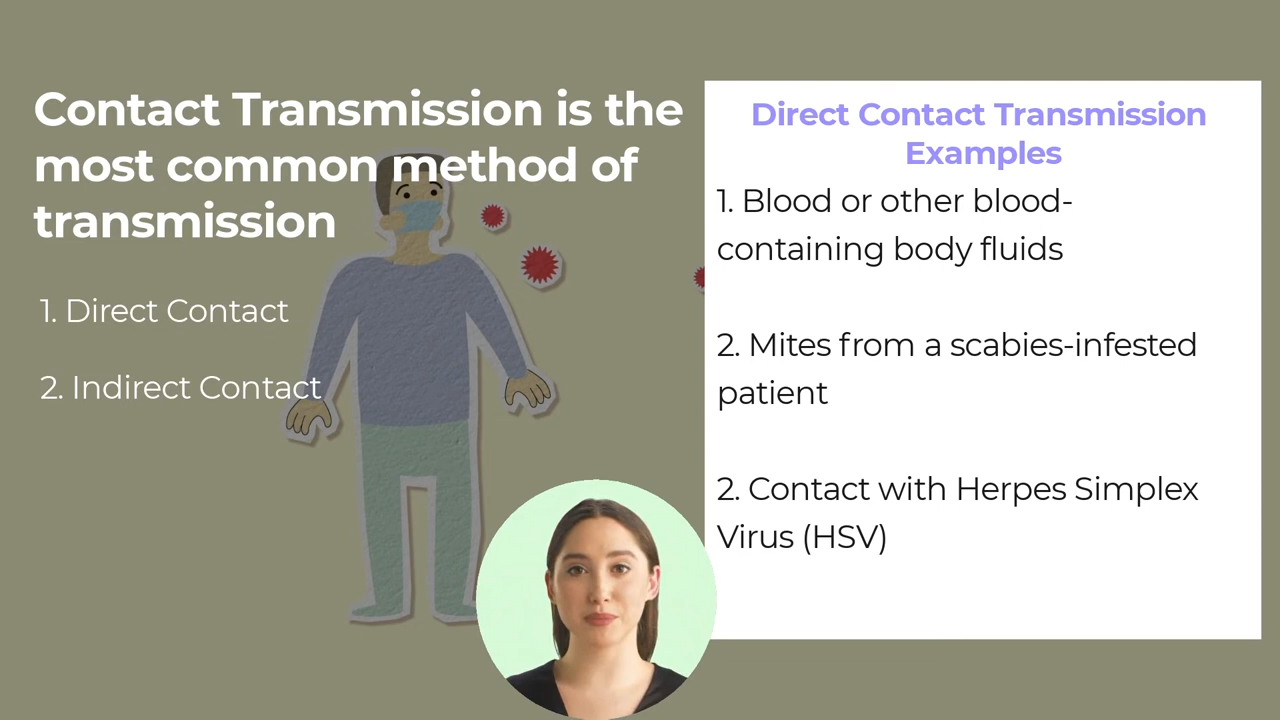 Contact Transmission is the
most common method of
transmission
1. Direct Contact
2. Indirect Contact
Direct Contact Transmission
Examples
1. Blood or other blood-
containing body fluids
2. Mites from a scabies-infested
patient
2. Contact with Herpes Simplex
Virus (HSV)